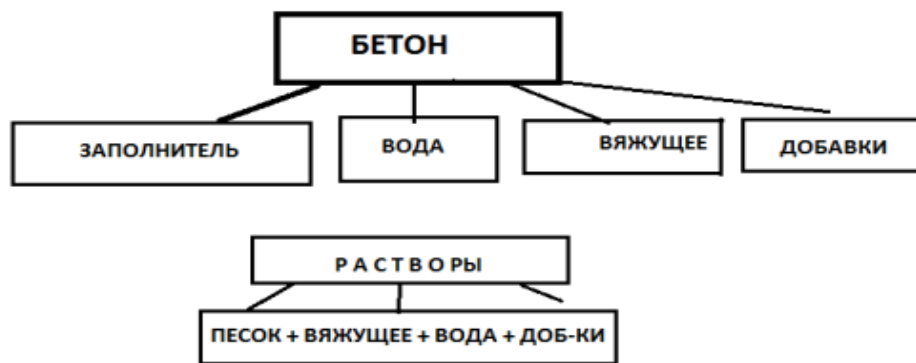 БЕТОН
ЗАПОЛНИТЕЛЬ
ВОДА
ВЯЖУЩЕЕ
ДОБАВКИ
Р А С Т В О РЫ
ПЕСОК + ВЯЖУЩЕЕ + ВОДА + ДОБ-КИ